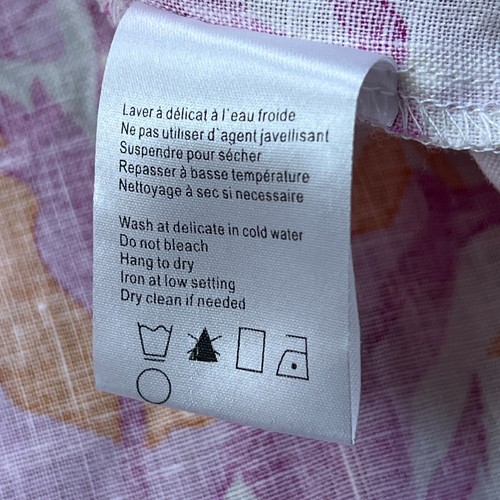 Laver à délicat à l`eau froide
Ne pas utiliser d`agent javellisant
Suspendre pour sécher
Repasser à basse température
Nettoyage à sec si necessaire
Wash at delicate in cold water
Do not bleach
Hang to dry
Iron at low setting
Dry clean if needed